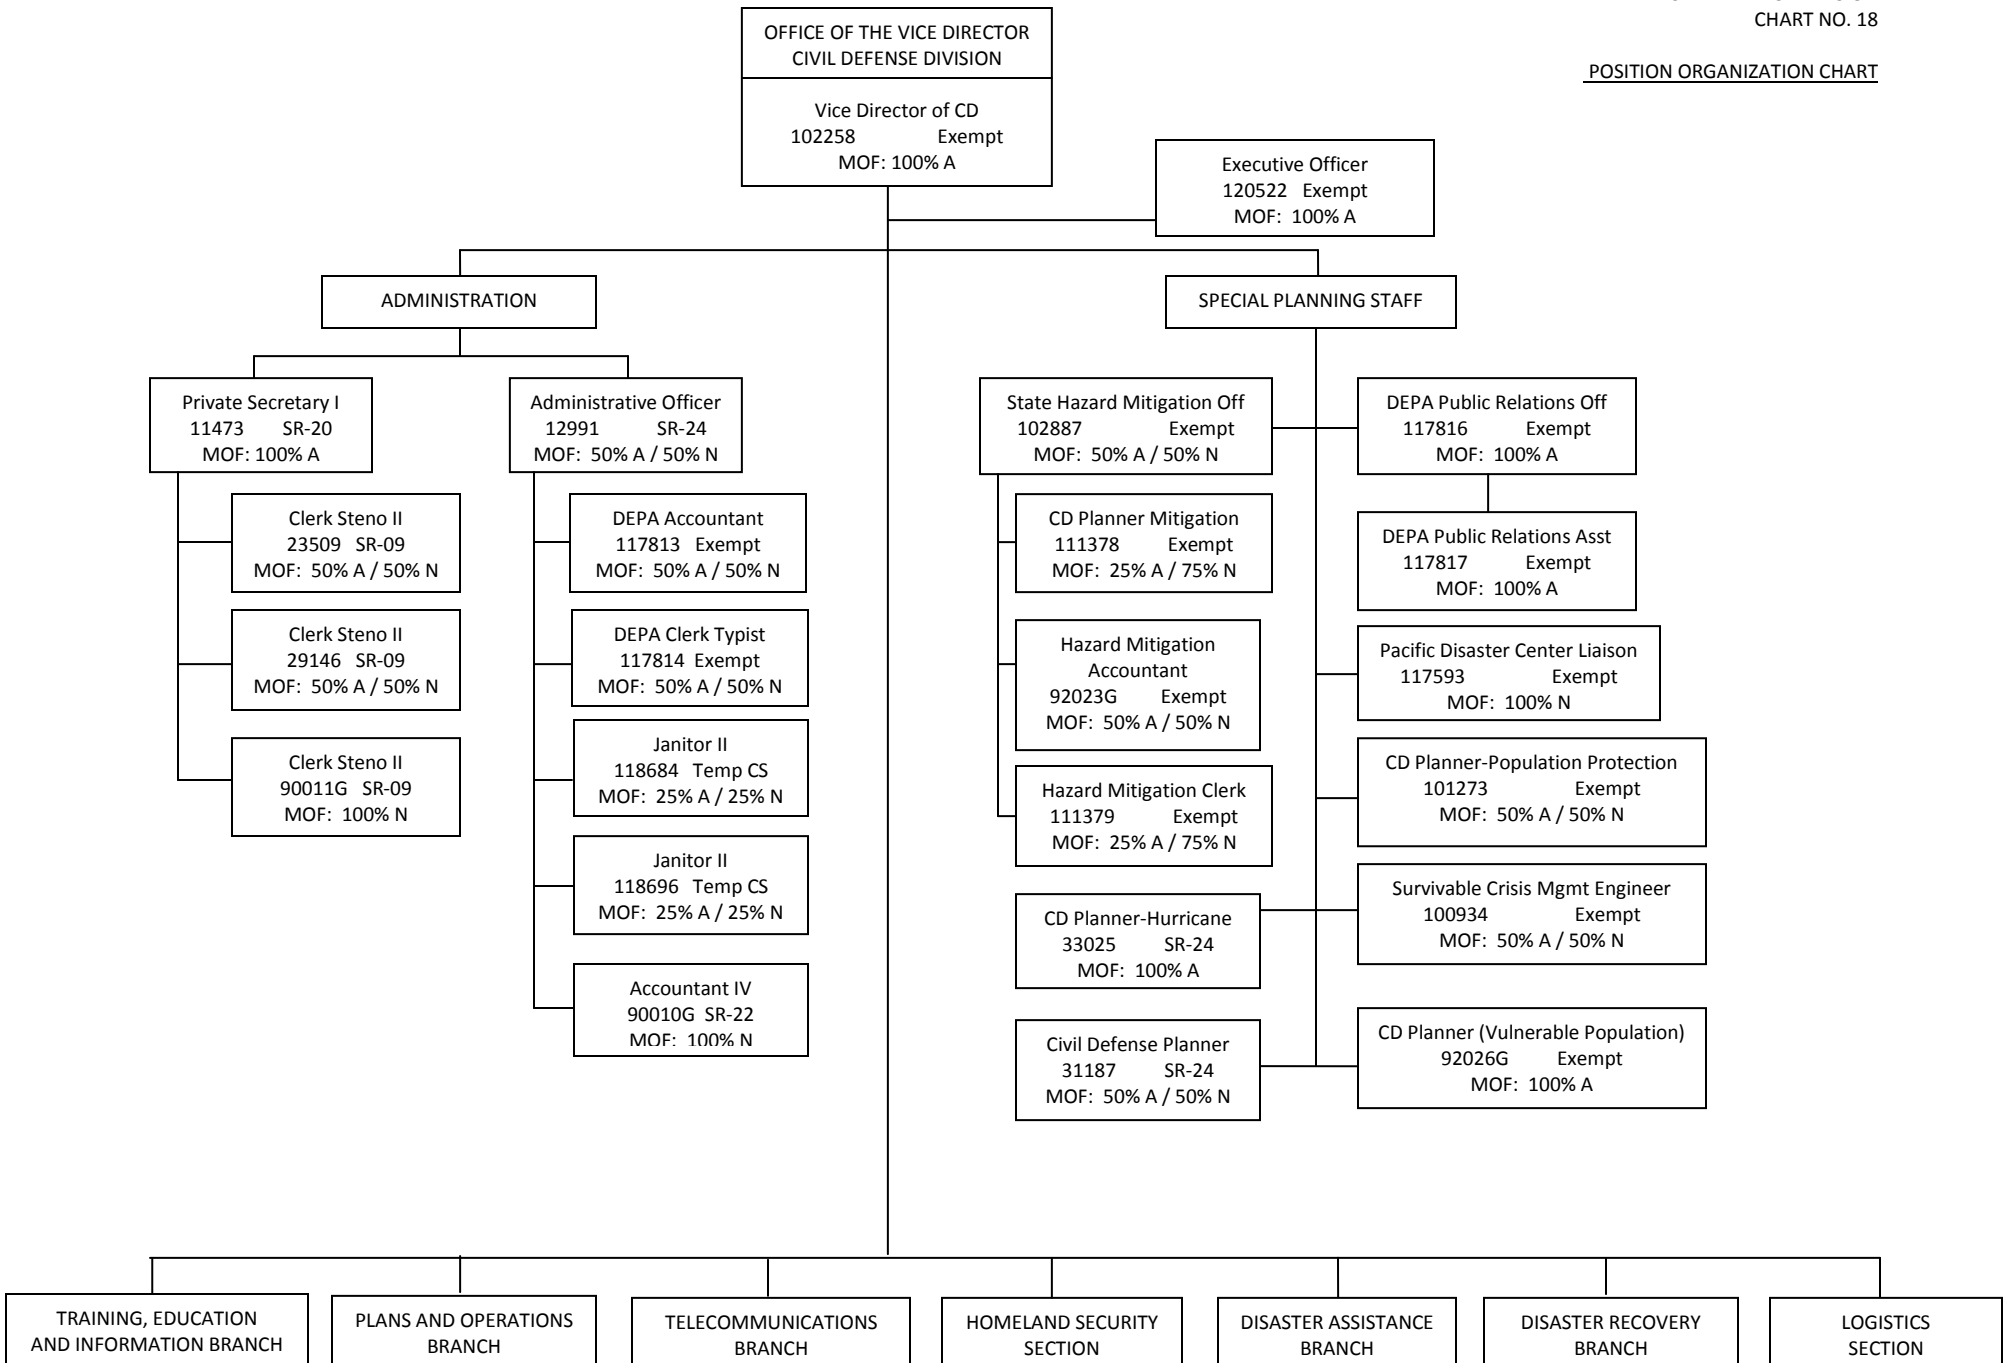 CHART NO. 18
POSITION ORGANIZATION CHART
OFFICE OF THE VICE DIRECTOR
CIVIL DEFENSE DIVISION
Vice Director of CD
102258 Exempt
MOF: 100% A
Executive Officer
120522 Exempt
MOF: 100% A
ADMINISTRATION
SPECIAL PLANNING STAFF
Private Secretary I
11473 SR-20
MOF: 100% A
Clerk Steno II
23509 SR-09
MOF: 50% A / 50% N
Clerk Steno II
29146 SR-09
MOF: 50% A / 50% N
Clerk Steno II
90011G SR-09
MOF: 100% N
Administrative Officer
12991 SR-24
MOF: 50% A / 50% N
DEPA Accountant
117813 Exempt
MOF: 50% A / 50% N
DEPA Clerk Typist
117814 Exempt
MOF: 50% A / 50% N
Janitor II
118684 Temp CS
MOF: 25% A / 25% N
Janitor II
118696 Temp CS
MOF: 25% A / 25% N
Accountant IV
90010G SR-22
MOF: 100% N
State Hazard Mitigation Off
102887 Exempt
MOF: 50% A / 50% N
CD Planner Mitigation
111378 Exempt
MOF: 25% A / 75% N
Hazard Mitigation
Accountant
92023G Exempt
MOF: 50% A / 50% N
Hazard Mitigation Clerk
111379 Exempt
MOF: 25% A / 75% N
CD Planner-Hurricane
33025 SR-24
MOF: 100% A
Civil Defense Planner
31187 SR-24
MOF: 50% A / 50% N
DEPA Public Relations Off
117816 Exempt
MOF: 100% A
DEPA Public Relations Asst
117817 Exempt
MOF: 100% A
Pacific Disaster Center Liaison
117593 Exempt
MOF: 100% N
CD Planner-Population Protection
101273 Exempt
MOF: 50% A / 50% N
Survivable Crisis Mgmt Engineer
100934 Exempt
MOF: 50% A / 50% N
CD Planner (Vulnerable Population)
92026G Exempt
MOF: 100% A
TRAINING, EDUCATION
AND INFORMATION BRANCH
PLANS AND OPERATIONS
BRANCH
TELECOMMUNICATIONS
BRANCH
HOMELAND SECURITY
SECTION
DISASTER ASSISTANCE
BRANCH
DISASTER RECOVERY
BRANCH
LOGISTICS
SECTION